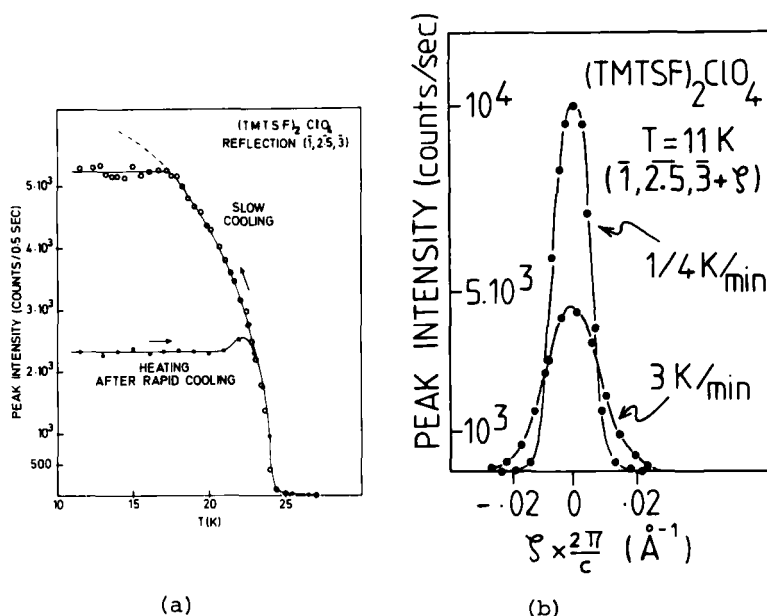 (TMTSF)₂ ClO₄
REFLECTION (1̄, 2̄.5̄, 3̄)
SLOW
COOLING
HEATING
AFTER RAPID COOLING
PEAK INTENSITY (COUNTS / 0.5 SEC)
5·10³
4·10³
3·10³
2·10³
10³
500
10
15
20
25
T(K)
(a)
(TMTSF)₂ClO₄
T = 11 K
(1̄, 2̄.5̄, 3̄+ζ)
1/4 K/min
3 K/min
PEAK INTENSITY (counts/sec)
10⁴
5.10³
10³
-.02
0
.02
ζ × 2π/c (Å⁻¹)
(b)